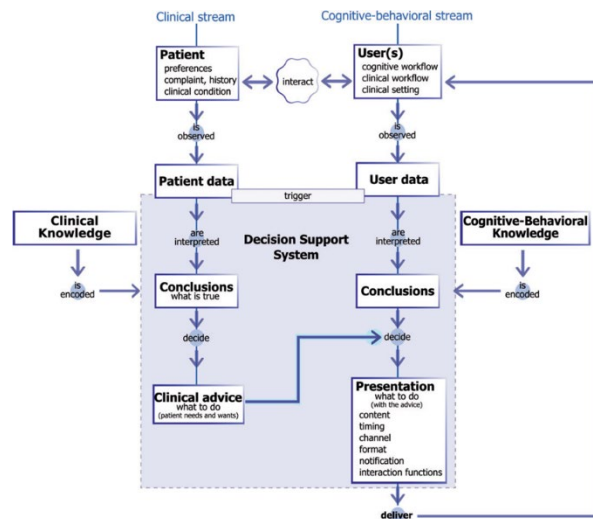 Clinical stream
Cognitive-behavioral stream
Patient
preferences
complaint, history
clinical condition
interact
User(s)
cognitive workflow
clinical workflow
clinical setting
is
observed
is
observed
Patient data
User data
trigger
Clinical
Knowledge
is
encoded
are
interpreted
Decision Support
System
are
interpreted
Cognitive-Behavioral
Knowledge
is
encoded
Conclusions
what is true
Conclusions
decide
decide
Clinical advice
what to do
(patient needs and wants)
Presentation
what to do
(with the advice)
content
timing
channel
format
notification
interaction functions
deliver